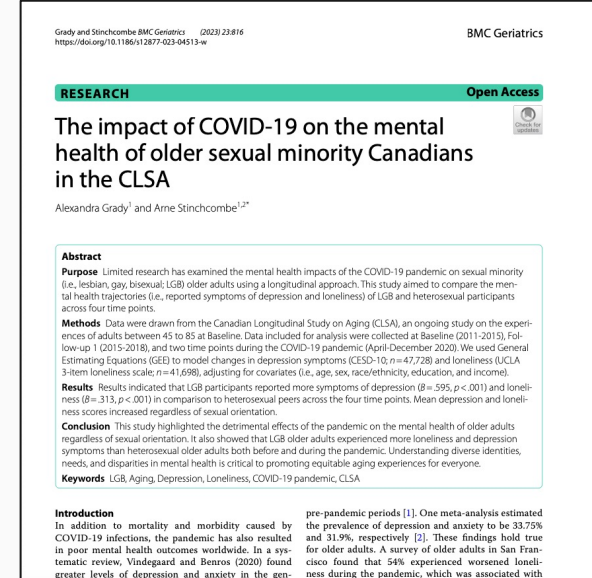 Grady and Stinchcombe BMC Geriatrics (2023) 23:816
https://doi.org/10.1186/s12877-023-04513-w
BMC Geriatrics
RESEARCH
Open Access
Check for
updates
The impact of COVID-19 on the mental
health of older sexual minority Canadians
in the CLSA
Alexandra Grady1 and Arne Stinchcombe1,2*
Abstract
Purpose Limited research has examined the mental health impacts of the COVID-19 pandemic on sexual minority
(i.e., lesbian, gay, bisexual; LGB) older adults using a longitudinal approach. This study aimed to compare the men-
tal health trajectories (i.e., reported symptoms of depression and loneliness) of LGB and heterosexual participants
across four time points.
Methods Data were drawn from the Canadian Longitudinal Study on Aging (CLSA), an ongoing study on the experi-
ences of adults between 45 to 85 at Baseline. Data included for analysis were collected at Baseline (2011-2015), Fol-
low-up 1 (2015-2018), and two time points during the COVID-19 pandemic (April-December 2020). We used General
Estimating Equations (GEE) to model changes in depression symptoms (CESD-10; n=47,728) and loneliness (UCLA
3-item loneliness scale; n=41,698), adjusting for covariates (i.e., age, sex, race/ethnicity, education, and income).
Results Results indicated that LGB participants reported more symptoms of depression (B=.595, p<.001) and loneli-
ness (B=.313, p<.001) in comparison to heterosexual peers across the four time points. Mean depression and loneli-
ness scores increased regardless of sexual orientation.
Conclusion This study highlighted the detrimental effects of the pandemic on the mental health of older adults
regardless of sexual orientation. It also showed that LGB older adults experienced more loneliness and depression
symptoms than heterosexual older adults both before and during the pandemic. Understanding diverse identities,
needs, and disparities in mental health is critical to promoting equitable aging experiences for everyone.
Keywords LGB, Aging, Depression, Loneliness, COVID-19 pandemic, CLSA
Introduction
In addition to mortality and morbidity caused by
COVID-19 infections, the pandemic has also resulted
in poor mental health outcomes worldwide. In a sys-
tematic review, Vindegaard and Benros (2020) found
greater levels of depression and anxiety in the gen-
pre-pandemic periods [1]. One meta-analysis estimated
the prevalence of depression and anxiety to be 33.75%
and 31.9%, respectively [2]. These findings hold true
for older adults. A survey of older adults in San Fran-
cisco found that 54% experienced worsened loneli-
ness during the pandemic, which was associated with